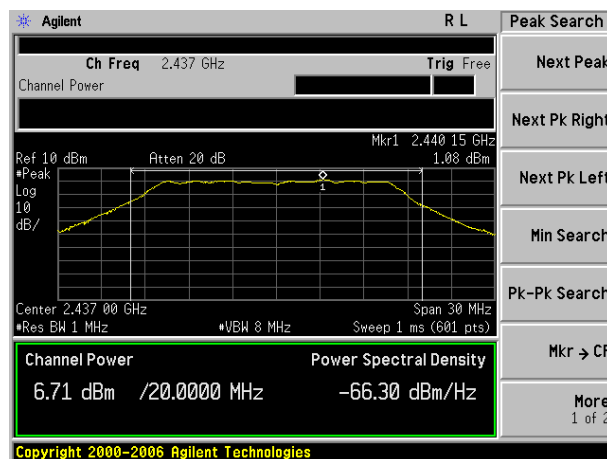 Agilent R L Peak Search
Ch Freq 2.437 GHz Trig Free
Channel Power
Next Peak
Next Pk Right
Next Pk Left
Min Search
Pk-Pk Search
Mkr → CF
More
1 of 2
Mkr1 2.440 15 GHz
Ref 10 dBm Atten 20 dB 1.08 dBm
#Peak
Log
10
dB/
1
Center 2.437 00 GHz Span 30 MHz
#Res BW 1 MHz #VBW 8 MHz Sweep 1 ms (601 pts)
Channel Power Power Spectral Density
6.71 dBm /20.0000 MHz -66.30 dBm/Hz
Copyright 2000-2006 Agilent Technologies